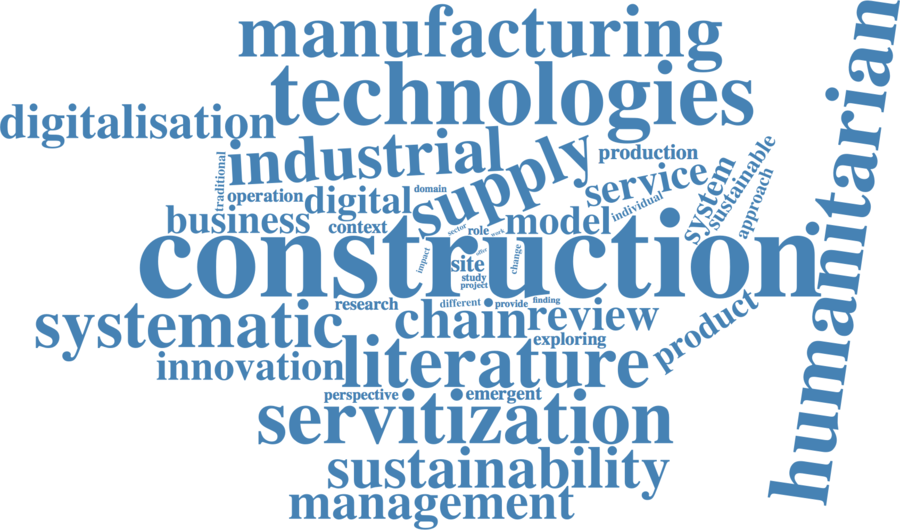 manufacturing
technologies
humanitarian
digitalisation
industrial
supply
production
traditional
operation
digital
domain
service
system
sustainable
approach
business
context
sector
role
work
model
individual
construction
impact
offer
site
change
study
project
research
different
provide
finding
systematic
chain
review
exploring
product
innovation
literature
perspective
emergent
servitization
sustainability
management